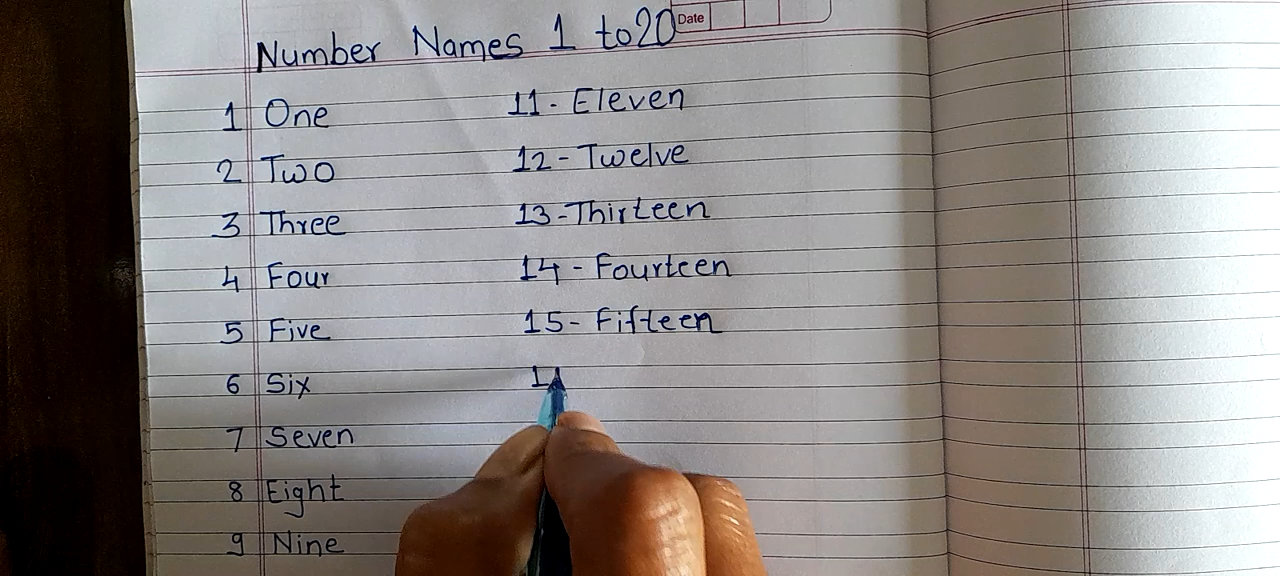 Date
Number Names 1 to 20
1 One
2 Two
3 Three
4 Four
5 Five
6 Six
7 Seven
8 Eight
9 Nine
11 - Eleven
12 - Twelve
13 - Thirteen
14 - Fourteen
15 - Fifteen
1